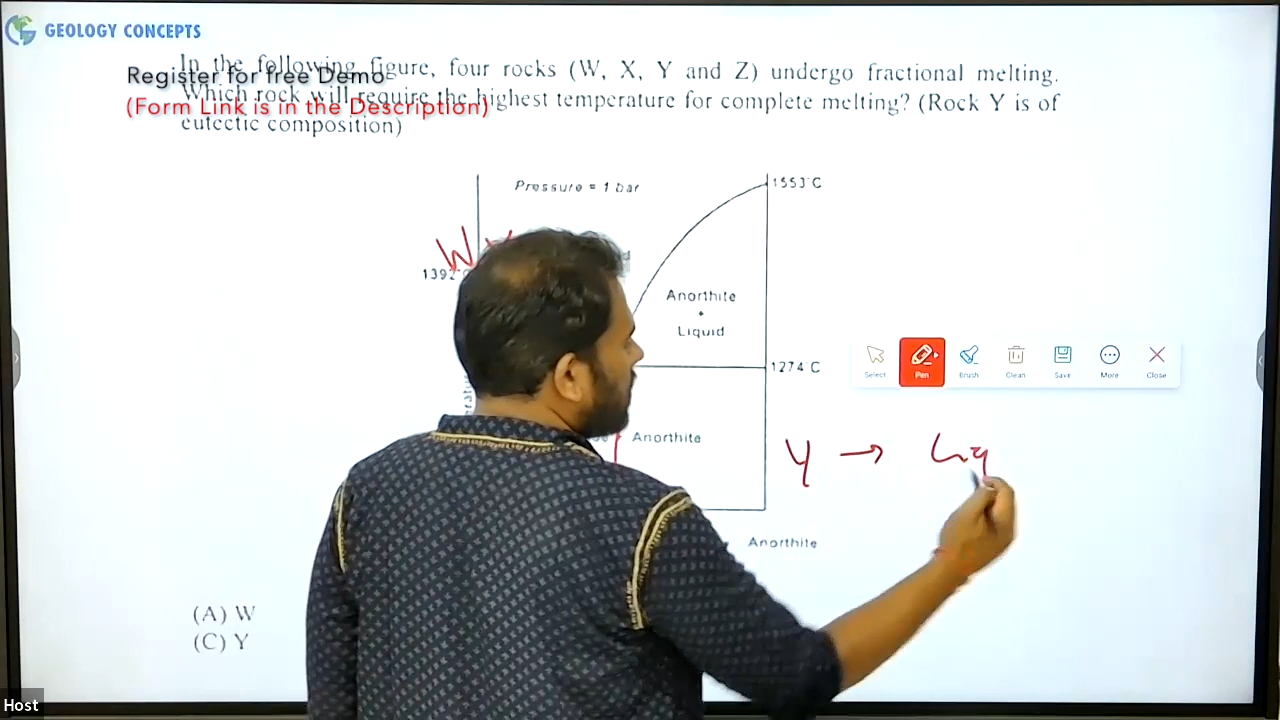 GEOLOGY CONCEPTS
In the following figure, four rocks (W, X, Y and Z) undergo fractional melting.
Register for free Demo
Which rock will require the highest temperature for complete melting? (Rock Y is of
(Form Link is in the Description)
eutectic composition)
Pressure = 1 bar
1553°C
W
1392°C
Anorthite
+
Liquid
1274°C
Select
Pen
Brush
Clean
Save
More
Close
Anorthite
Y → Liq
Anorthite
(A) W
(C) Y
Host